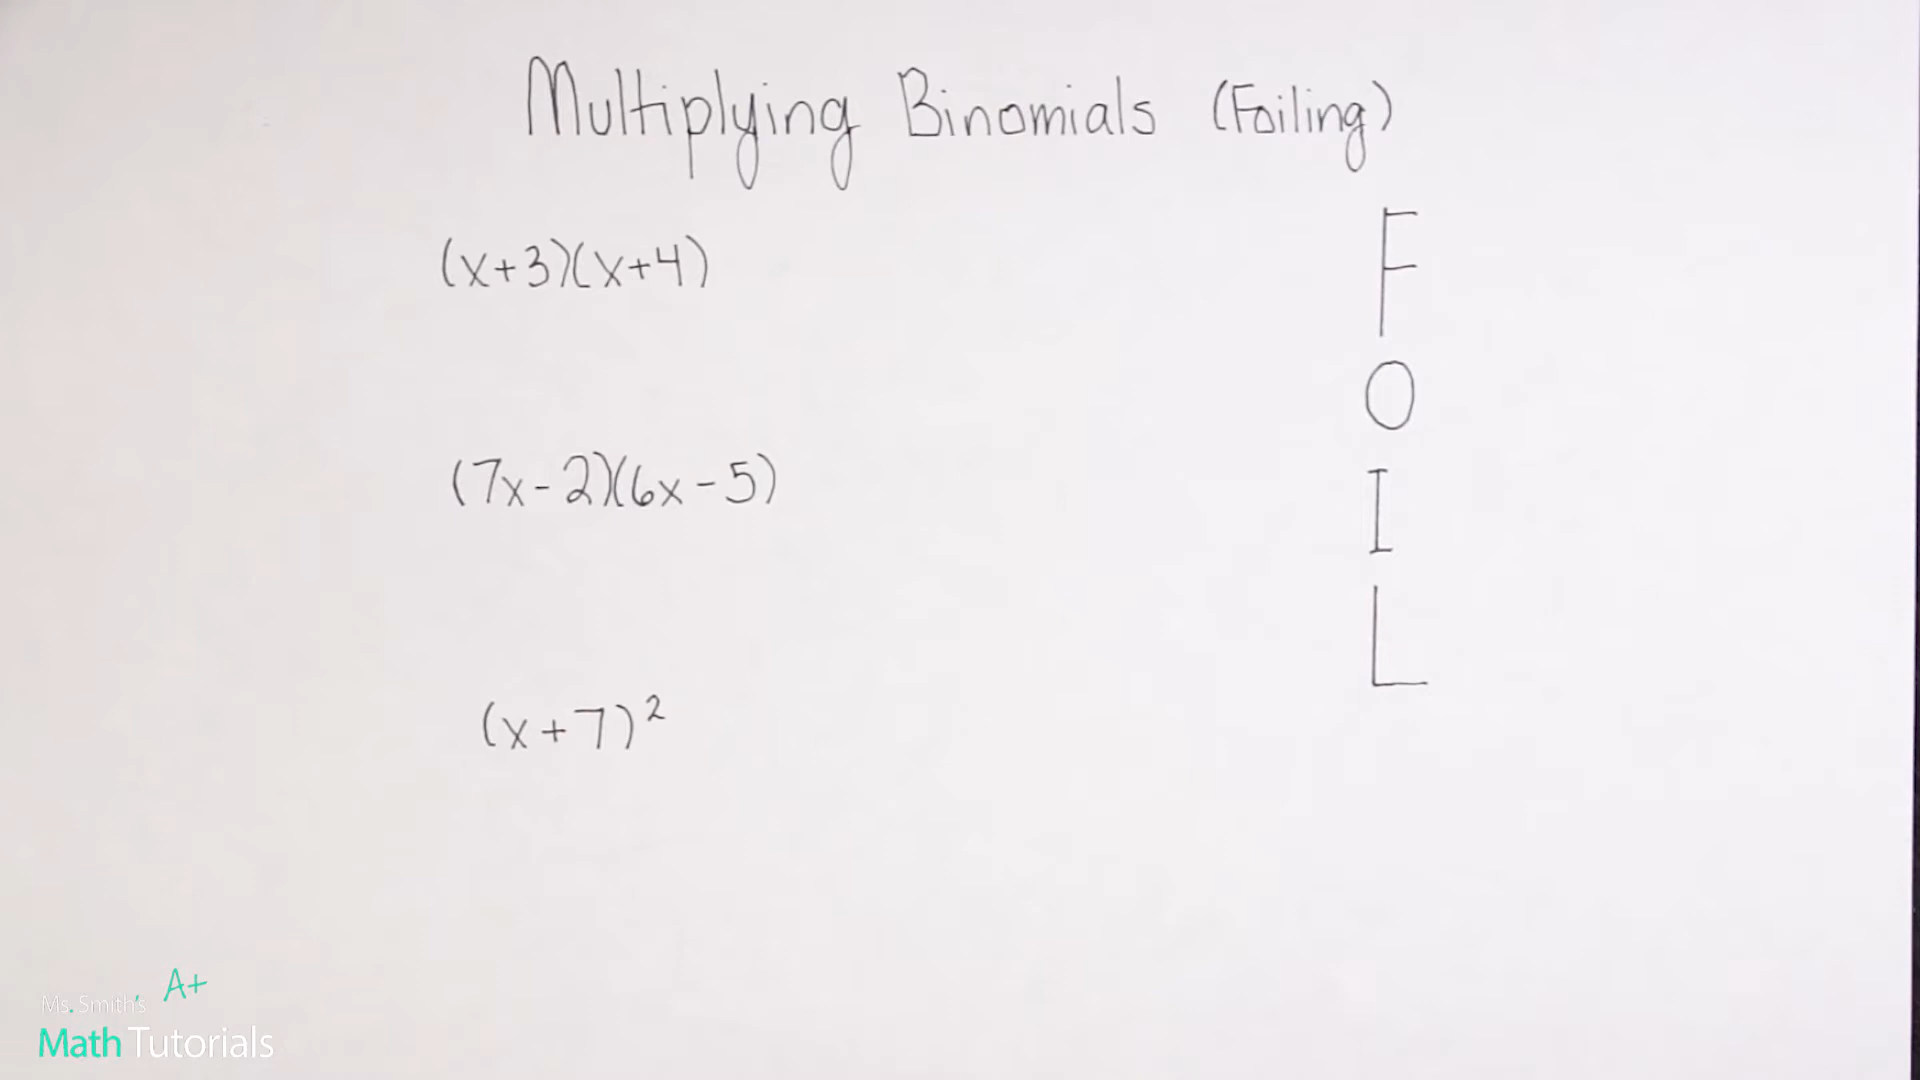 Multiplying Binomials (Foiling)
(x+3)(x+4)
(7x-2)(6x-5)
(x+7)²
F
O
I
L
Ms. Smith's A+
Math Tutorials